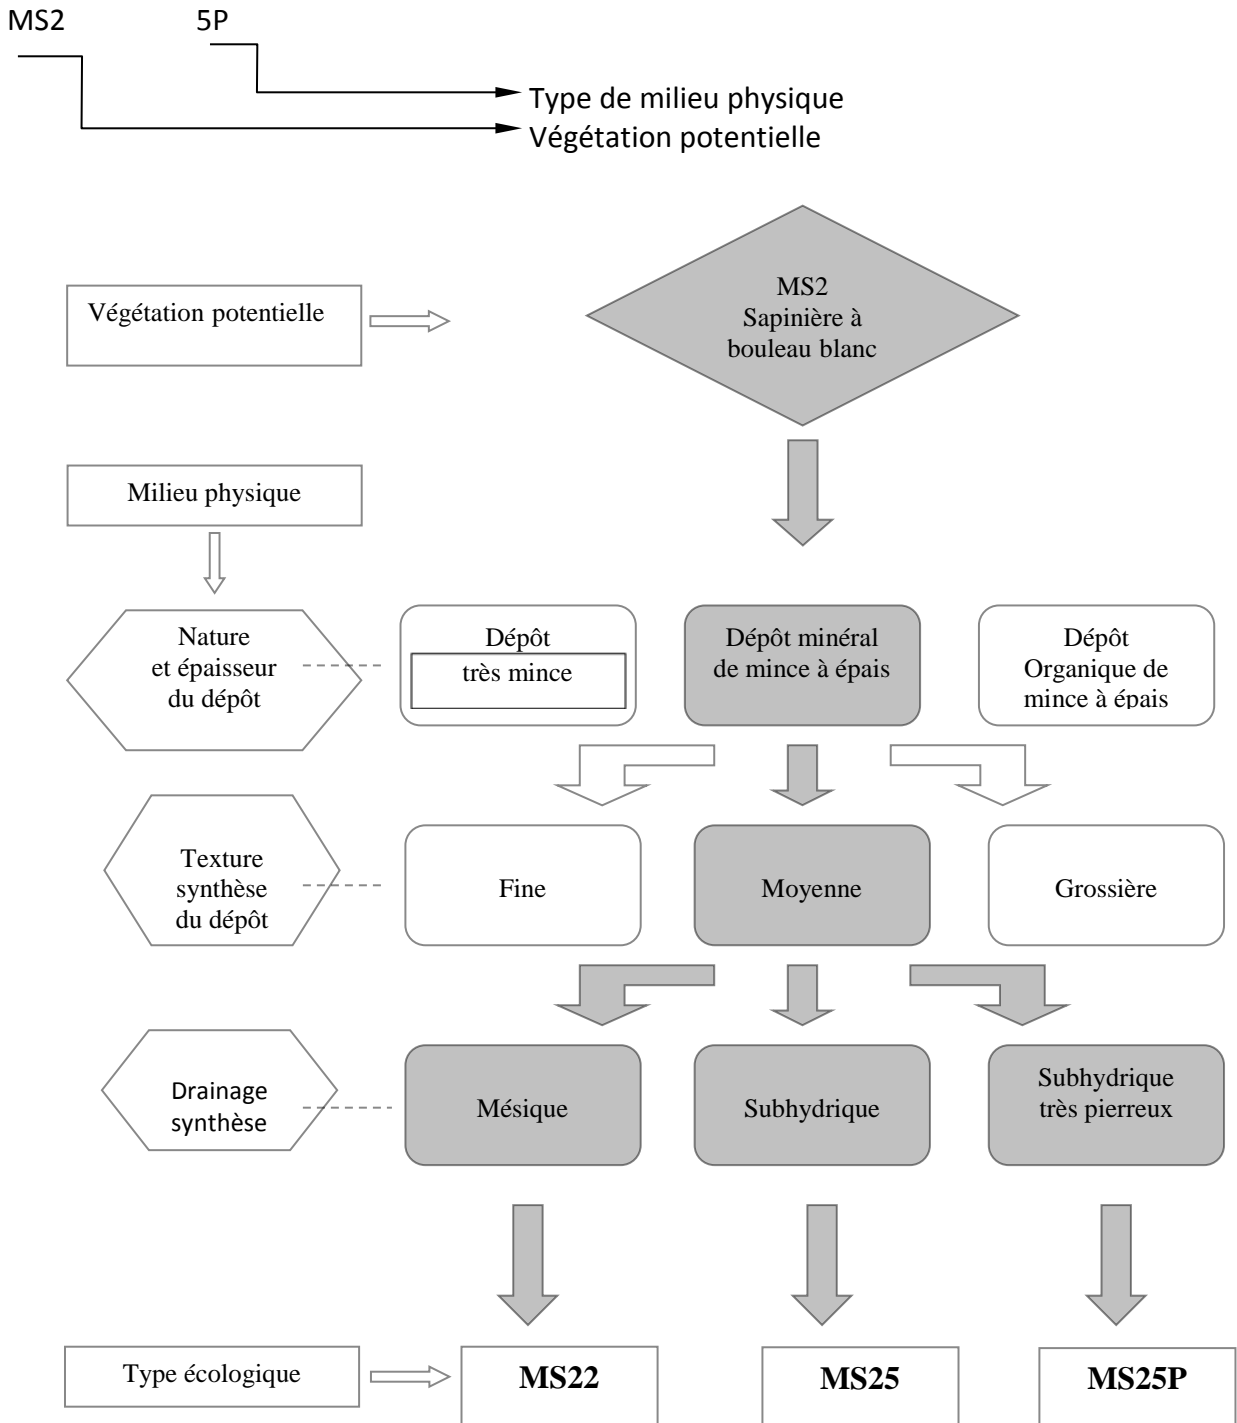 MS2 5P
Type de milieu physique
Végétation potentielle
Végétation potentielle
MS2
Sapinière à
bouleau blanc
Milieu physique
Nature
et épaisseur
du dépôt
Dépôt
très mince
Dépôt minéral
de mince à épais
Dépôt
Organique de
mince à épais
Texture
synthèse
du dépôt
Fine
Moyenne
Grossière
Drainage
synthèse
Mésique
Subhydrique
Subhydrique
très pierreux
Type écologique
MS22
MS25
MS25P